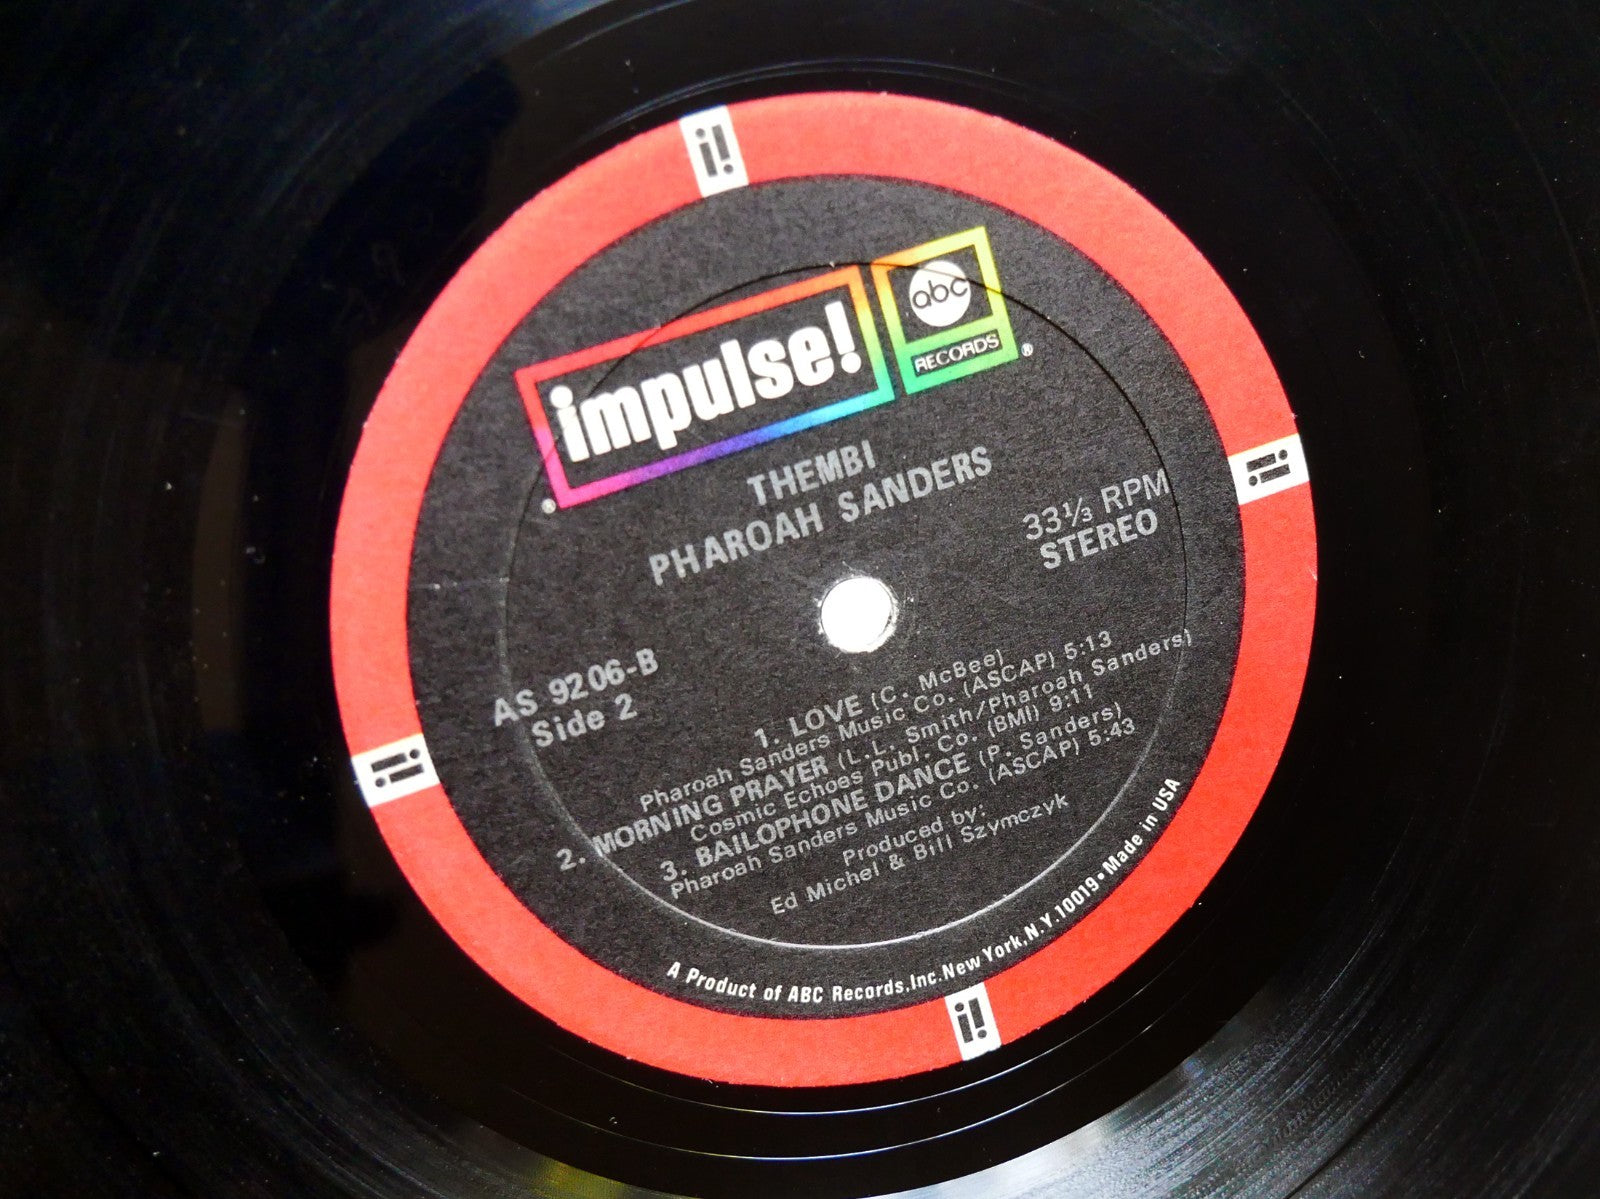 i!
impulse!®
abc
RECORDS®
THEMBI
PHAROAH SANDERS
33⅓ RPM
STEREO
AS 9206-B
Side 2
1. LOVE (C. McBee)
Pharoah Sanders Music Co. (ASCAP) 5:13
2. MORNING PRAYER (L.L. Smith/Pharoah Sanders)
Cosmic Echoes Publ. Co. (BMI) 9:11
3. BAILOPHONE DANCE (P. Sanders)
Pharoah Sanders Music Co. (ASCAP) 5:43
Produced by:
Ed Michel & Bill Szymczyk
A Product of ABC Records, Inc. New York, N.Y. 10019 • Made in USA
i!
i!
i!